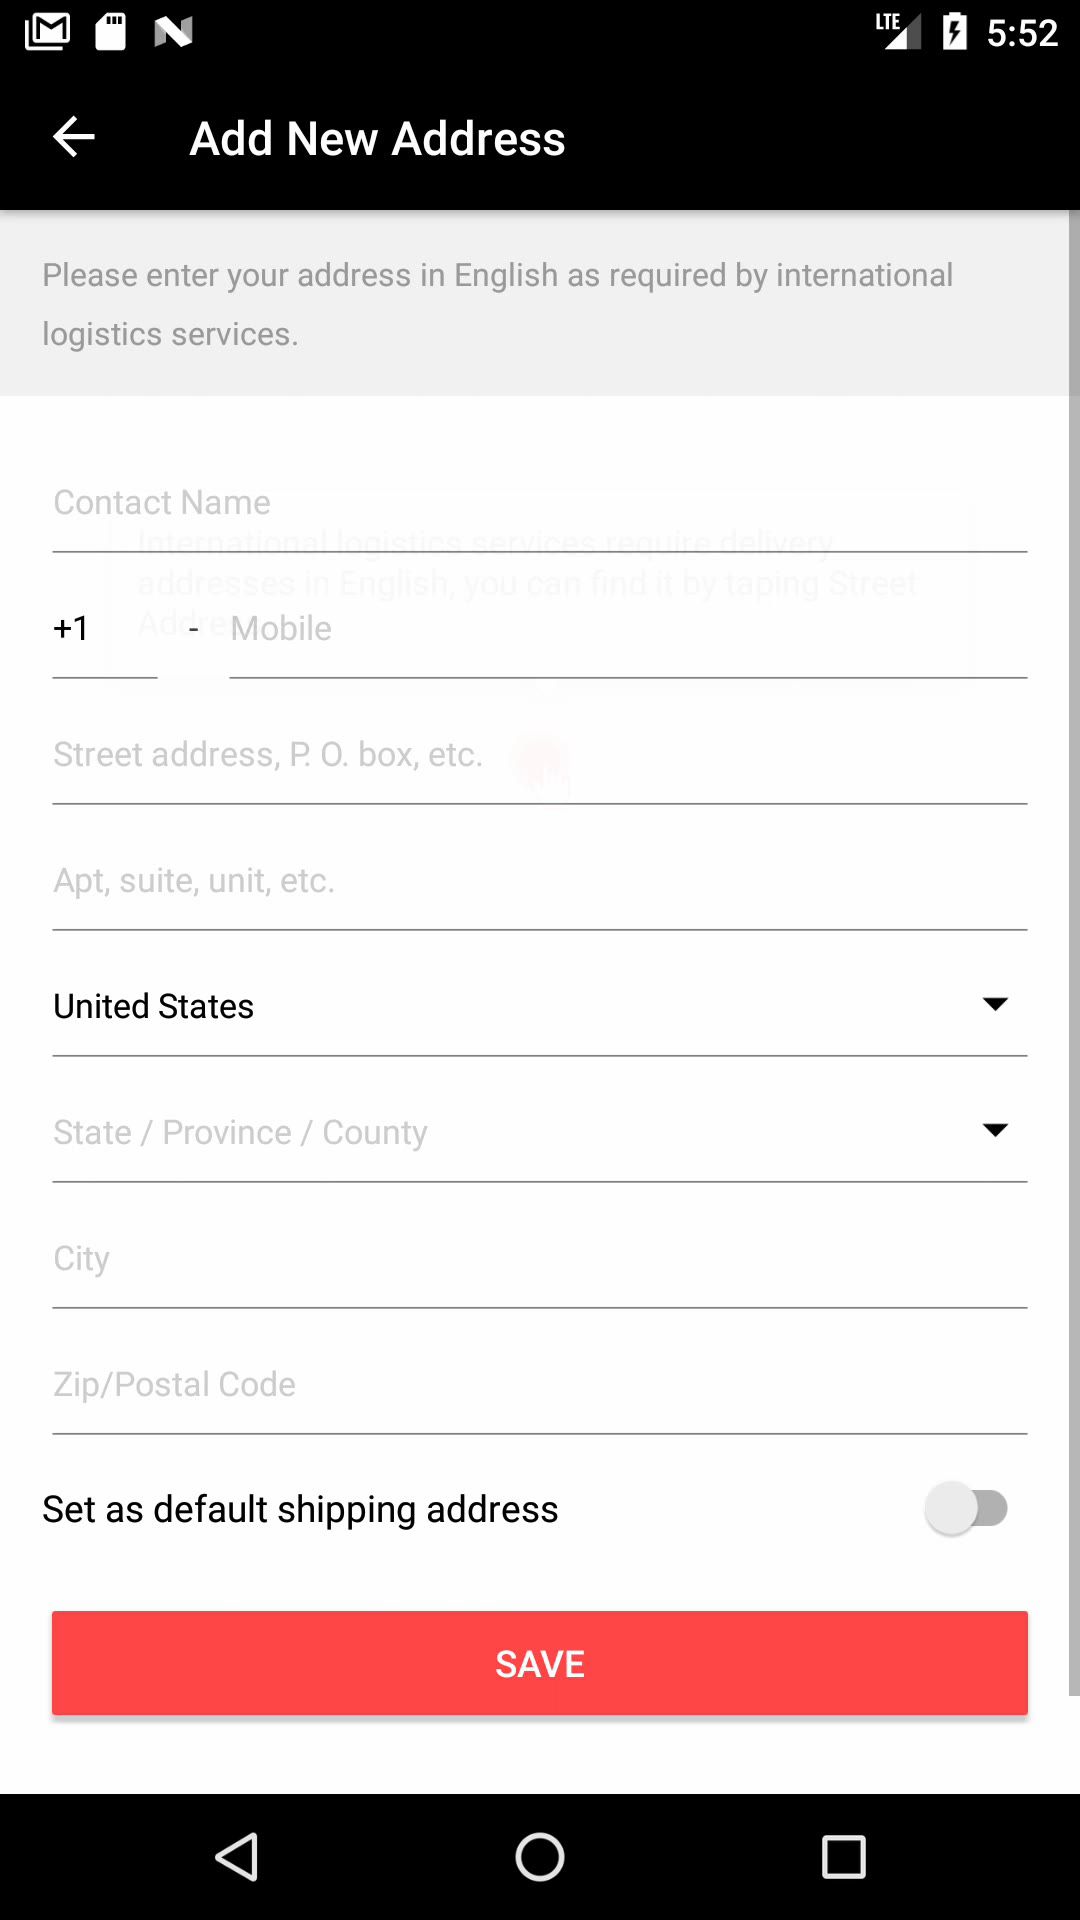 LTE 5:52
Add New Address
Please enter your address in English as required by international
logistics services.
Contact Name
International logistics services require delivery
addresses in English, you can find it by taping Street
Address
+1 - Mobile
Street address, P. O. box, etc.
Apt, suite, unit, etc.
United States
State / Province / County
City
Zip/Postal Code
Set as default shipping address
SAVE